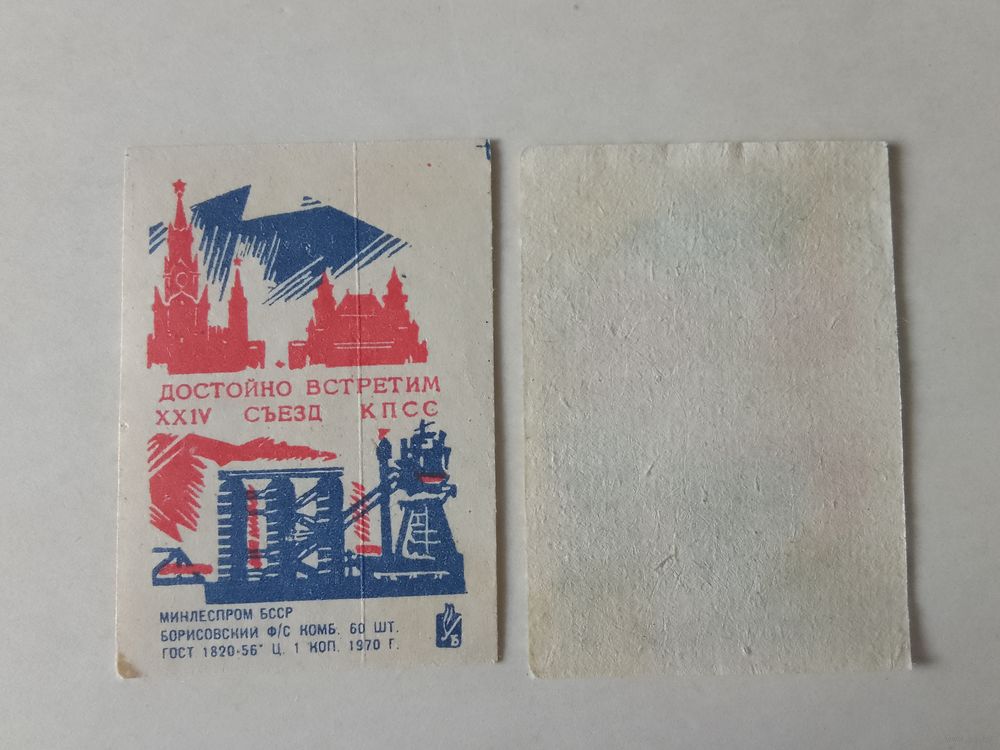 ДОСТОЙНО ВСТРЕТИМ
XXIV СЪЕЗД КПСС
МИНЛЕСПРОМ БССР
БОРИСОВСКИЙ Ф/С КОМБ. 60 ШТ.
ГОСТ 1820-56* Ц. 1 КОП. 1970 Г.
Б